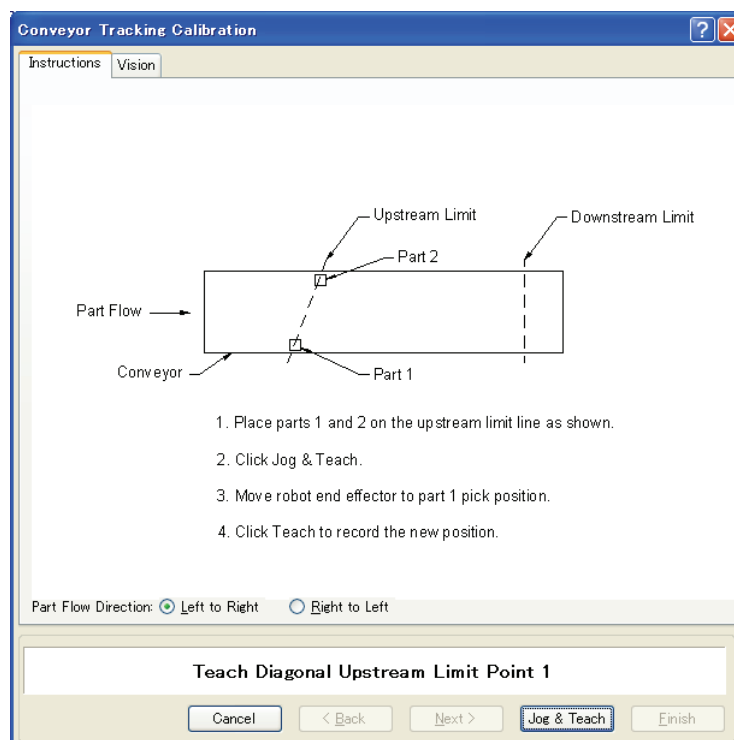 Conveyor Tracking Calibration
Instructions Vision
Upstream Limit Downstream Limit
Part 2
Part Flow
Conveyor Part 1
1. Place parts 1 and 2 on the upstream limit line as shown.
2. Click Jog & Teach.
3. Move robot end effector to part 1 pick position.
4. Click Teach to record the new position.
Part Flow Direction: Left to Right Right to Left
Teach Diagonal Upstream Limit Point 1
Cancel < Back Next > Jog & Teach Finish